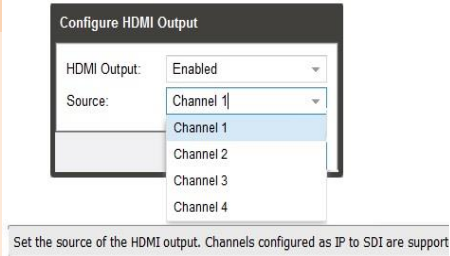 Configure HDMI Output
HDMI Output: Enabled
Source: Channel 1
Channel 1
Channel 2
Channel 3
Channel 4
Set the source of the HDMI output. Channels configured as IP to SDI are support